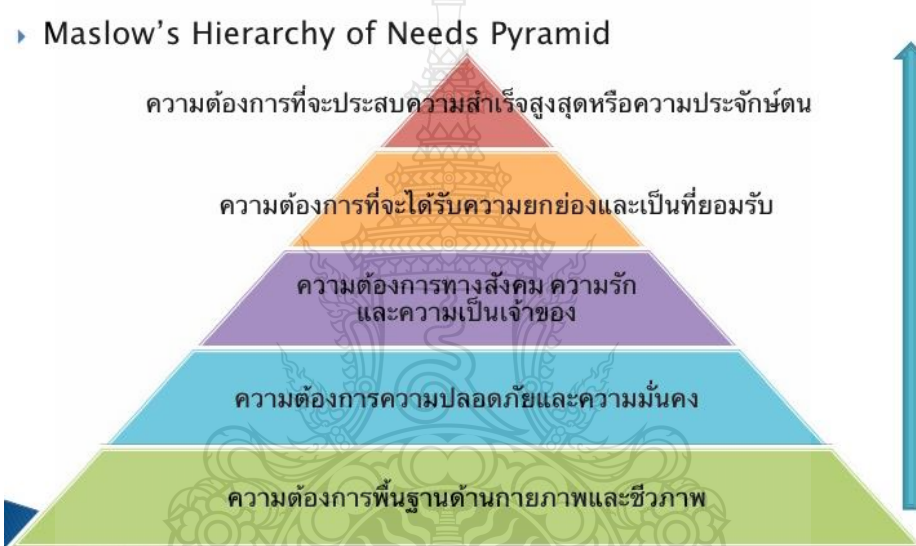 Maslow's Hierarchy of Needs Pyramid
ความต้องการที่จะประสบความสำเร็จสูงสุดหรือความประจักษ์ตน
ความต้องการที่จะได้รับความยกย่องและเป็นที่ยอมรับ
ความต้องการทางสังคม ความรัก
และความเป็นเจ้าของ
ความต้องการความปลอดภัยและความมั่นคง
ความต้องการพื้นฐานด้านกายภาพและชีวภาพ